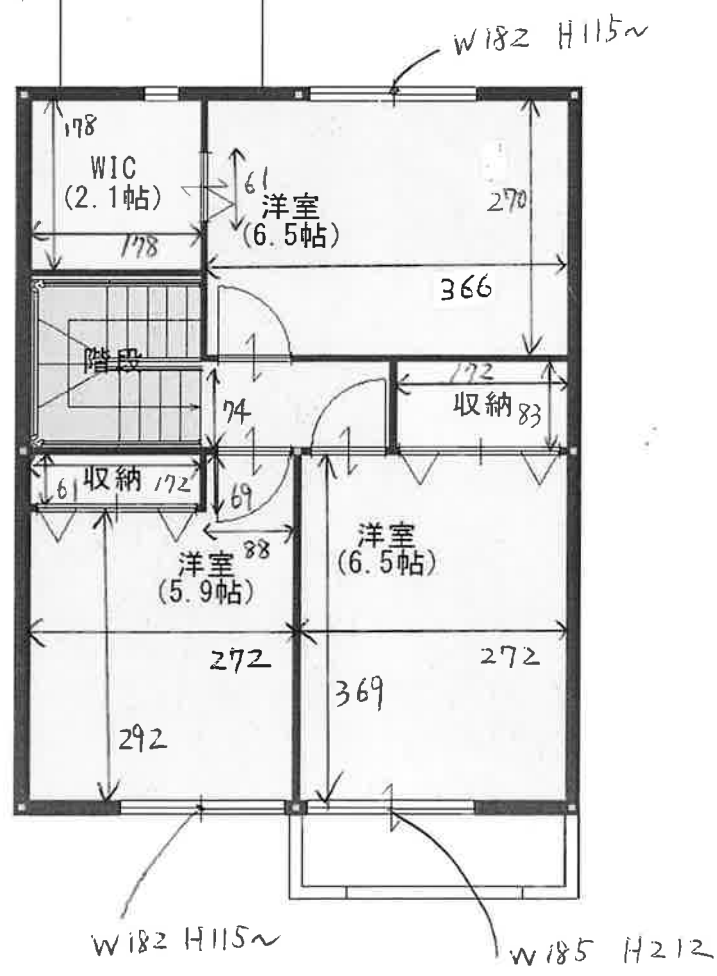 W182 H115~
178
WIC
(2.1帖)
178
61
洋室
(6.5帖)
270
366
階段
74
172
収納 83
61 収納 172
69
88
洋室
(5.9帖)
洋室
(6.5帖)
272
272
369
292
W182 H115~
W185 H212